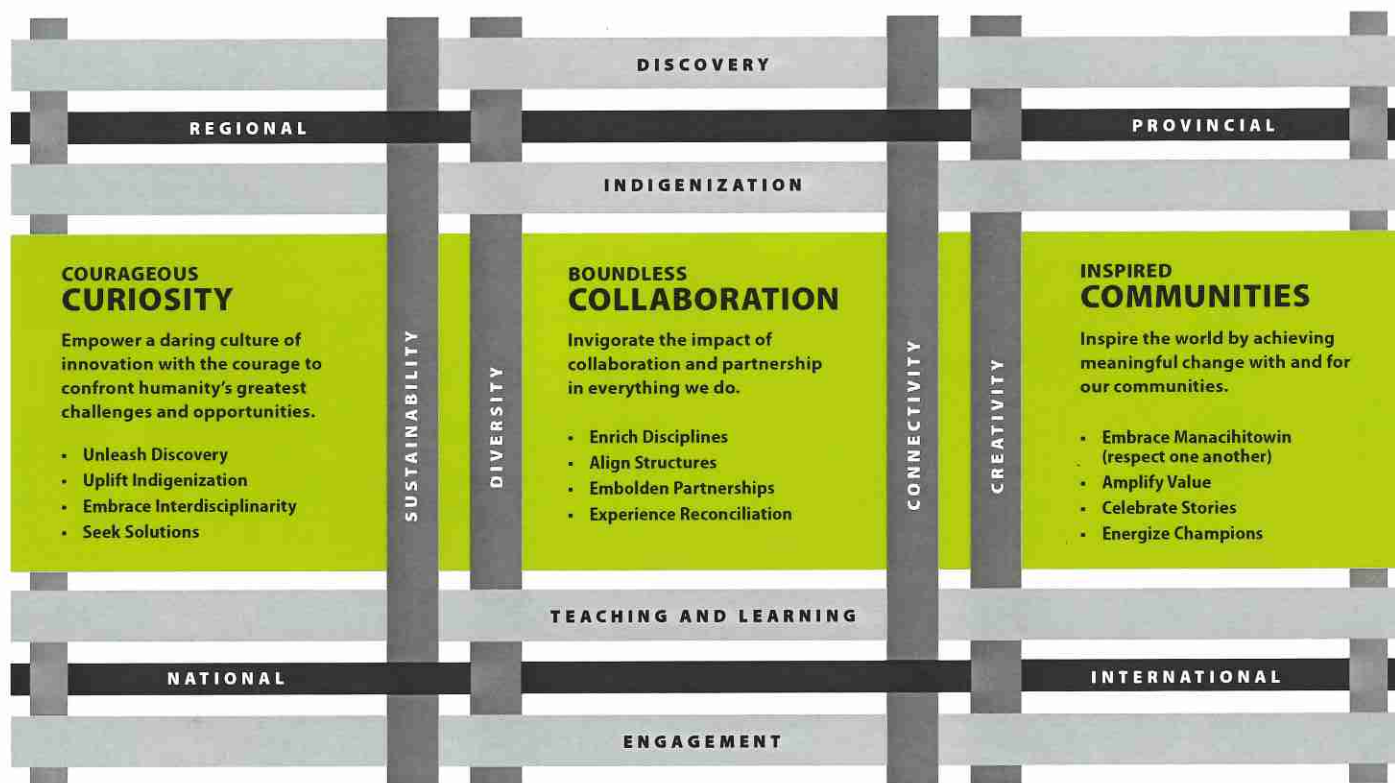 DISCOVERY
REGIONAL
PROVINCIAL
INDIGENIZATION
COURAGEOUS
CURIOSITY
Empower a daring culture of
innovation with the courage to
confront humanity's greatest
challenges and opportunities.
▪ Unleash Discovery
▪ Uplift Indigenization
▪ Embrace Interdisciplinarity
▪ Seek Solutions
SUSTAINABILITY
DIVERSITY
BOUNDLESS
COLLABORATION
Invigorate the impact of
collaboration and partnership
in everything we do.
▪ Enrich Disciplines
▪ Align Structures
▪ Embolden Partnerships
▪ Experience Reconciliation
CONNECTIVITY
CREATIVITY
INSPIRED
COMMUNITIES
Inspire the world by achieving
meaningful change with and for
our communities.
▪ Embrace Manacihitowin
(respect one another)
▪ Amplify Value
▪ Celebrate Stories
▪ Energize Champions
TEACHING AND LEARNING
NATIONAL
INTERNATIONAL
ENGAGEMENT